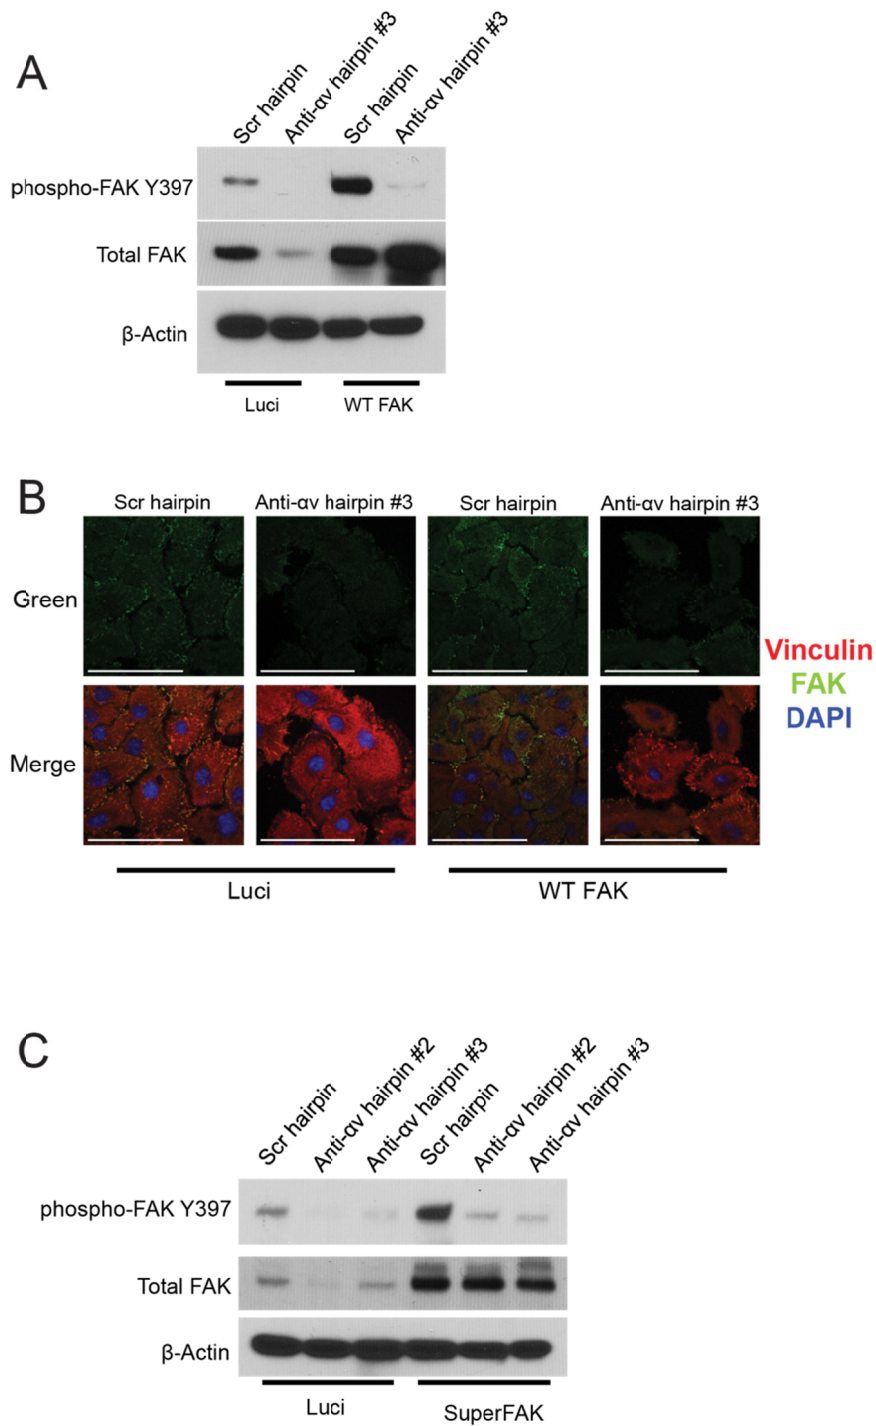 A
Scr hairpin
Anti-αv hairpin #3
Scr hairpin
Anti-αv hairpin #3
phospho-FAK Y397
Total FAK
β-Actin
Luci
WT FAK
B
Scr hairpin
Anti-αv hairpin #3
Scr hairpin
Anti-αv hairpin #3
Green
Merge
Vinculin
FAK
DAPI
Luci
WT FAK
C
Scr hairpin
Anti-αv hairpin #2
Anti-αv hairpin #3
Scr hairpin
Anti-αv hairpin #2
Anti-αv hairpin #3
phospho-FAK Y397
Total FAK
β-Actin
Luci
SuperFAK